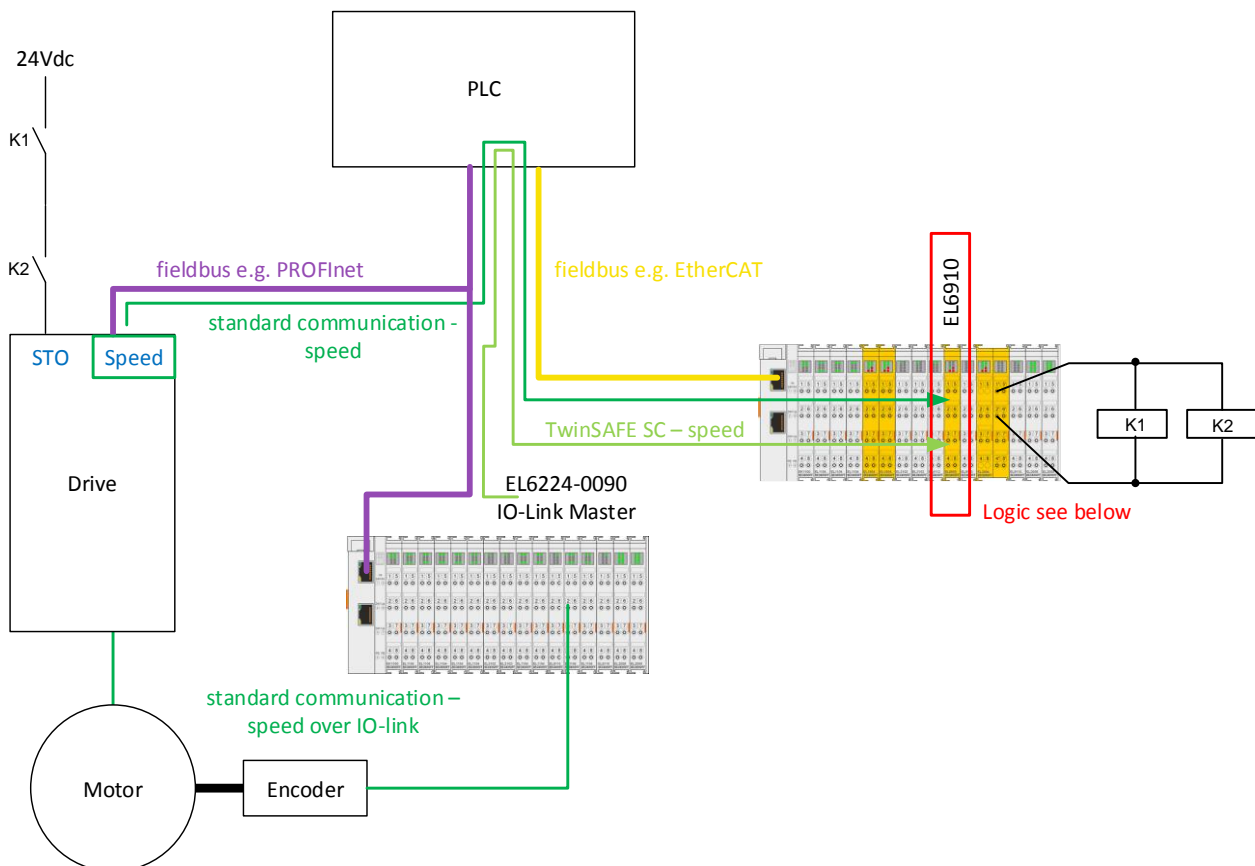 24Vdc
PLC
K1
K2
fieldbus e.g. PROFInet
fieldbus e.g. EtherCAT
EL6910
standard communication -
speed
STO
Speed
TwinSAFE SC – speed
K1
K2
Drive
EL6224-0090
IO-Link Master
Logic see below
standard communication –
speed over IO-link
Motor
Encoder